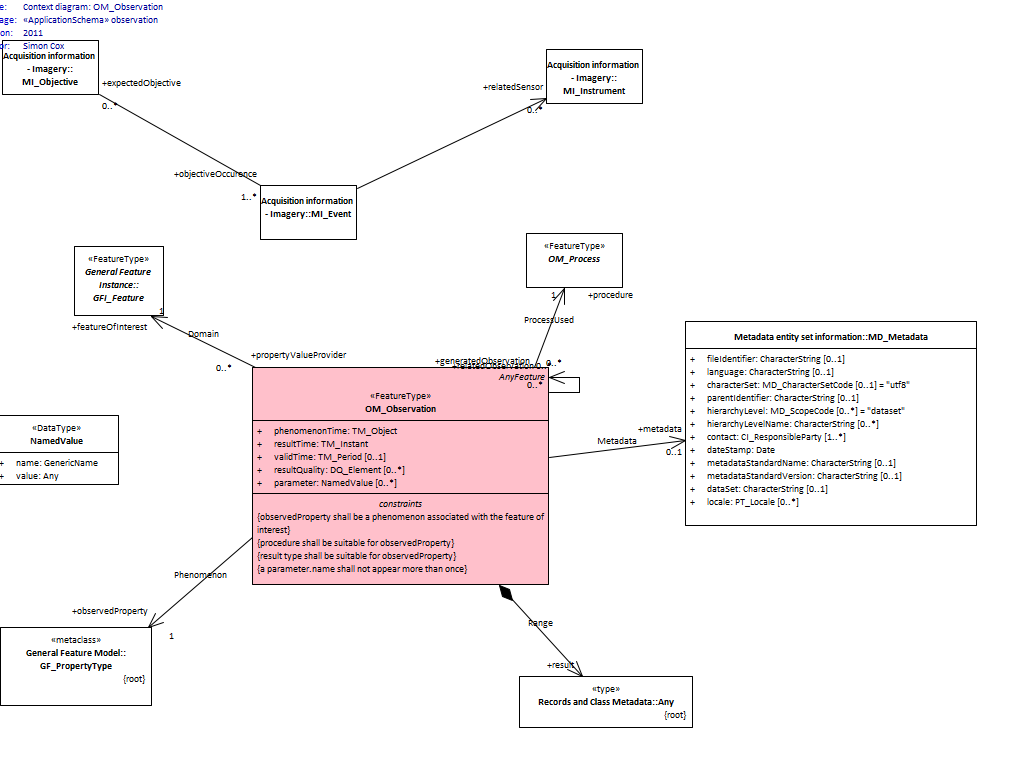 e: Context diagram: OM_Observation
age: «ApplicationSchema» observation
on: 2011
or: Simon Cox
Acquisition information
- Imagery::
MI_Objective
+expectedObjective
0..*
+objectiveOccurence
1..*
Acquisition information
- Imagery::MI_Event
Acquisition information
- Imagery::
MI_Instrument
+relatedSensor
0..*
«FeatureType»
General Feature
Instance::
GFI_Feature
1
+featureOfInterest
Domain
0..*
+propertyValueProvider
«FeatureType»
OM_Process
1
+procedure
ProcessUsed
+generatedObservation
0..*
+relatedObservation
0..*
AnyFeature
0..*
«FeatureType»
OM_Observation
+ phenomenonTime: TM_Object
+ resultTime: TM_Instant
+ validTime: TM_Period [0..1]
+ resultQuality: DQ_Element [0..*]
+ parameter: NamedValue [0..*]
constraints
{observedProperty shall be a phenomenon associated with the feature of
interest}
{procedure shall be suitable for observedProperty}
{result type shall be suitable for observedProperty}
{a parameter.name shall not appear more than once}
«DataType»
NamedValue
+ name: GenericName
+ value: Any
+metadata
Metadata
0..1
Metadata entity set information::MD_Metadata
+ fileIdentifier: CharacterString [0..1]
+ language: CharacterString [0..1]
+ characterSet: MD_CharacterSetCode [0..1] = "utf8"
+ parentIdentifier: CharacterString [0..1]
+ hierarchyLevel: MD_ScopeCode [0..*] = "dataset"
+ hierarchyLevelName: CharacterString [0..*]
+ contact: CI_ResponsibleParty [1..*]
+ dateStamp: Date
+ metadataStandardName: CharacterString [0..1]
+ metadataStandardVersion: CharacterString [0..1]
+ dataSet: CharacterString [0..1]
+ locale: PT_Locale [0..*]
Phenomenon
+observedProperty
1
«metaclass»
General Feature Model::
GF_PropertyType
{root}
Range
+result
«type»
Records and Class Metadata::Any
{root}